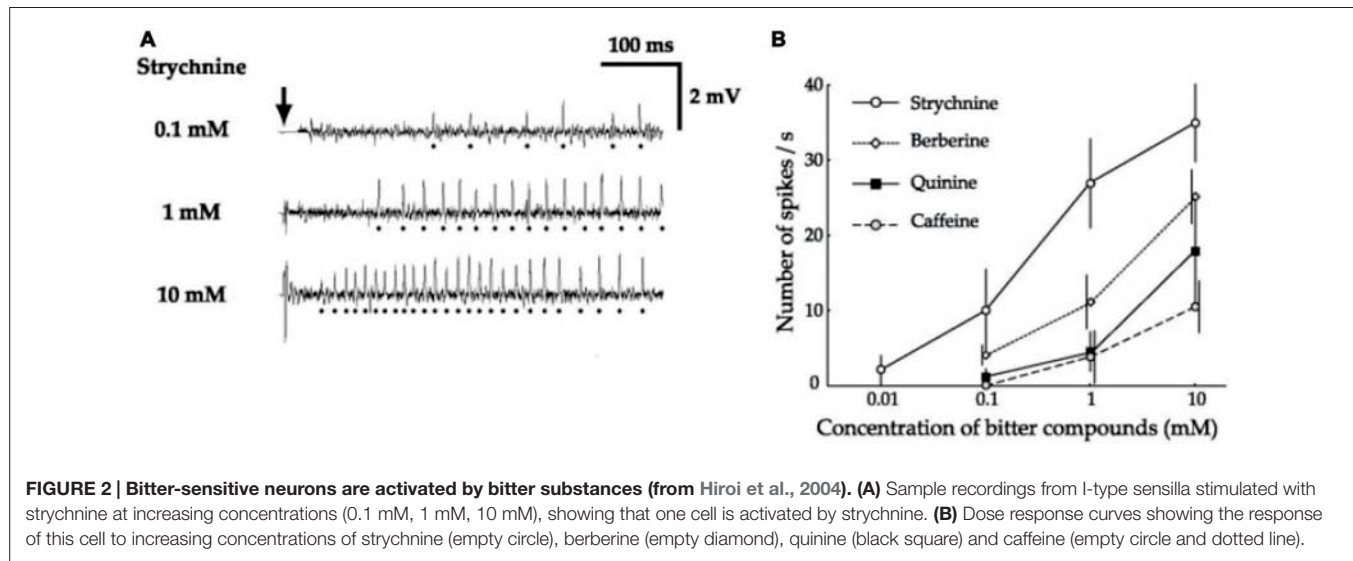 A
Strychnine
100 ms
2 mV
0.1 mM
1 mM
10 mM
B
Number of spikes / s
40
30
20
10
0
Strychnine
Berberine
Quinine
Caffeine
0.01
0.1
1
10
Concentration of bitter compounds (mM)
FIGURE 2 | Bitter-sensitive neurons are activated by bitter substances (from Hiroi et al., 2004). (A) Sample recordings from I-type sensilla stimulated with
strychnine at increasing concentrations (0.1 mM, 1 mM, 10 mM), showing that one cell is activated by strychnine. (B) Dose response curves showing the response
of this cell to increasing concentrations of strychnine (empty circle), berberine (empty diamond), quinine (black square) and caffeine (empty circle and dotted line).